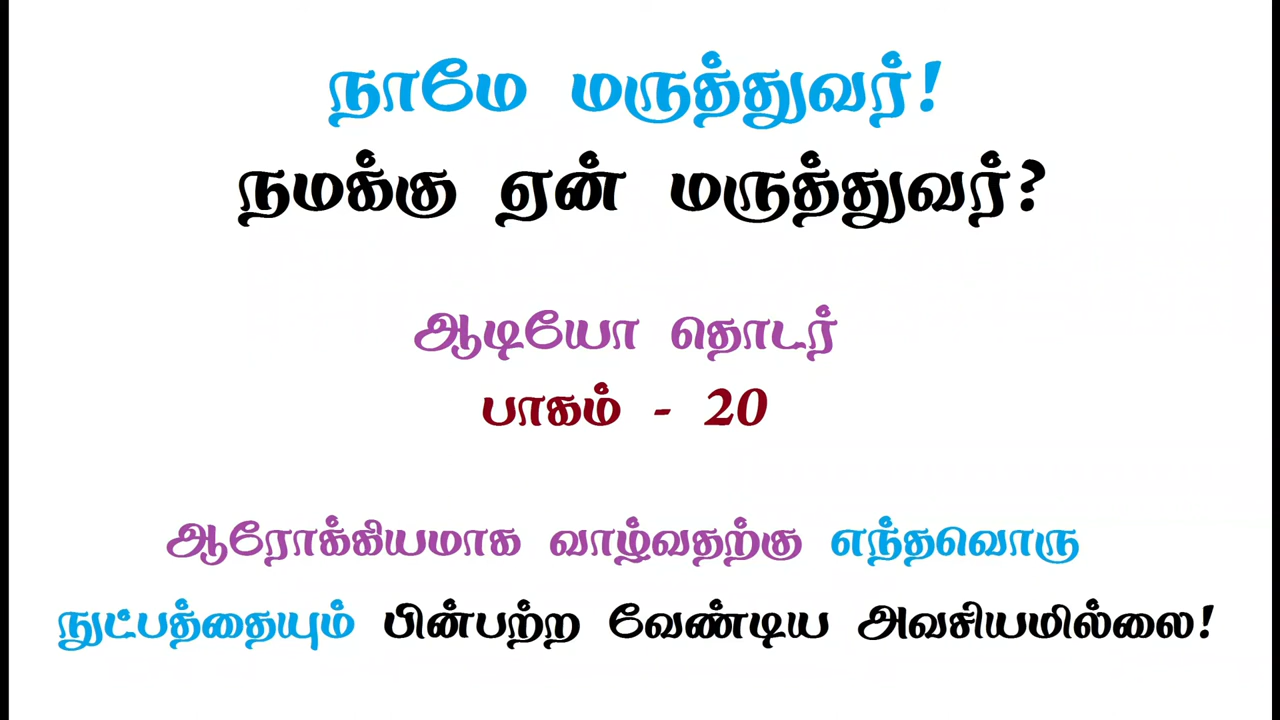 நாமே மருத்துவர்!
நமக்கு ஏன் மருத்துவர்?
ஆடியோ தொடர்
பாகம் - 20
ஆரோக்கியமாக வாழ்வதற்கு எந்தவொரு
நுட்பத்தையும் பின்பற்ற வேண்டிய அவசியமில்லை!